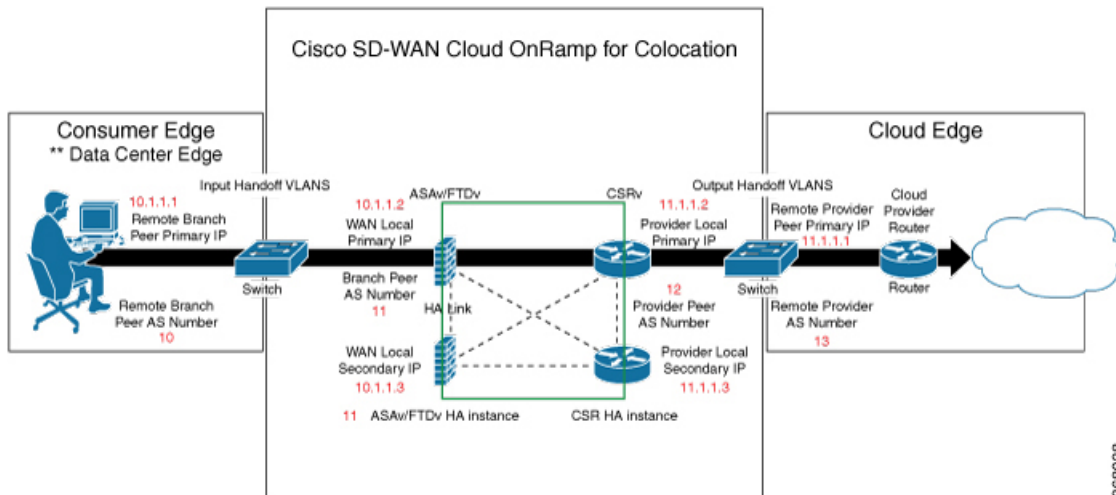 Cisco SD-WAN Cloud OnRamp for Colocation
Consumer Edge
** Data Center Edge
Input Handoff VLANS
10.1.1.1
Remote Branch
Peer Primary IP
Switch
Remote Branch
Peer AS Number
10
ASAv/FTDv
10.1.1.2
WAN Local
Primary IP
Branch Peer
AS Number
11
HA Link
WAN Local
Secondary IP
10.1.1.3
11 ASAv/FTDv HA instance
CSRv
11.1.1.2
Provider Local
Primary IP
12
Provider Peer
AS Number
Provider Local
Secondary IP
11.1.1.3
CSR HA instance
Cloud Edge
Output Handoff VLANS
Remote Provider
Peer Primary IP
11.1.1.1
Switch
Remote Provider
AS Number
13
Cloud
Provider
Router
Router